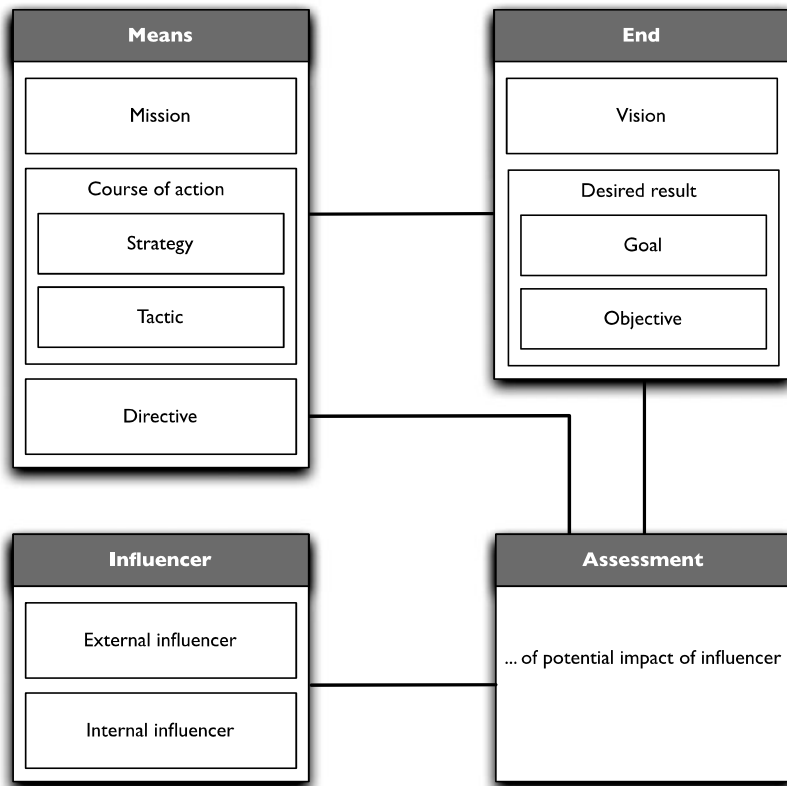 Means
Mission
Course of action
Strategy
Tactic
Directive
End
Vision
Desired result
Goal
Objective
Influencer
External influencer
Internal influencer
Assessment
... of potential impact of influencer